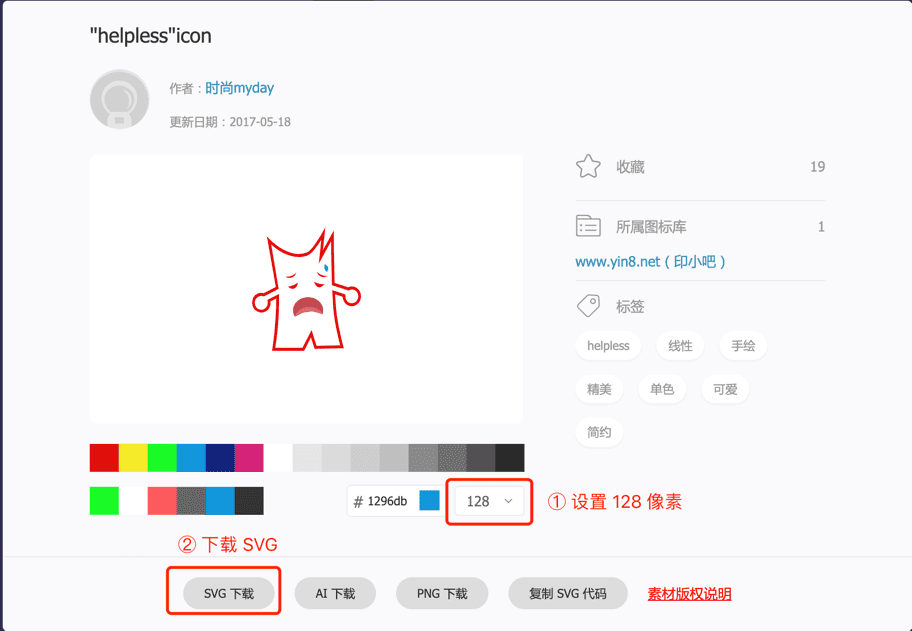 "helpless"icon
作者：时尚myday
更新日期：2017-05-18
收藏 19
所属图标库 1
www.yin8.net ( 印小吧 )
标签
helpless 线性 手绘
精美 单色 可爱
简约
# 1296db 128 ① 设置 128 像素
② 下载 SVG
SVG 下载 AI 下载 PNG 下载 复制 SVG 代码 素材版权说明